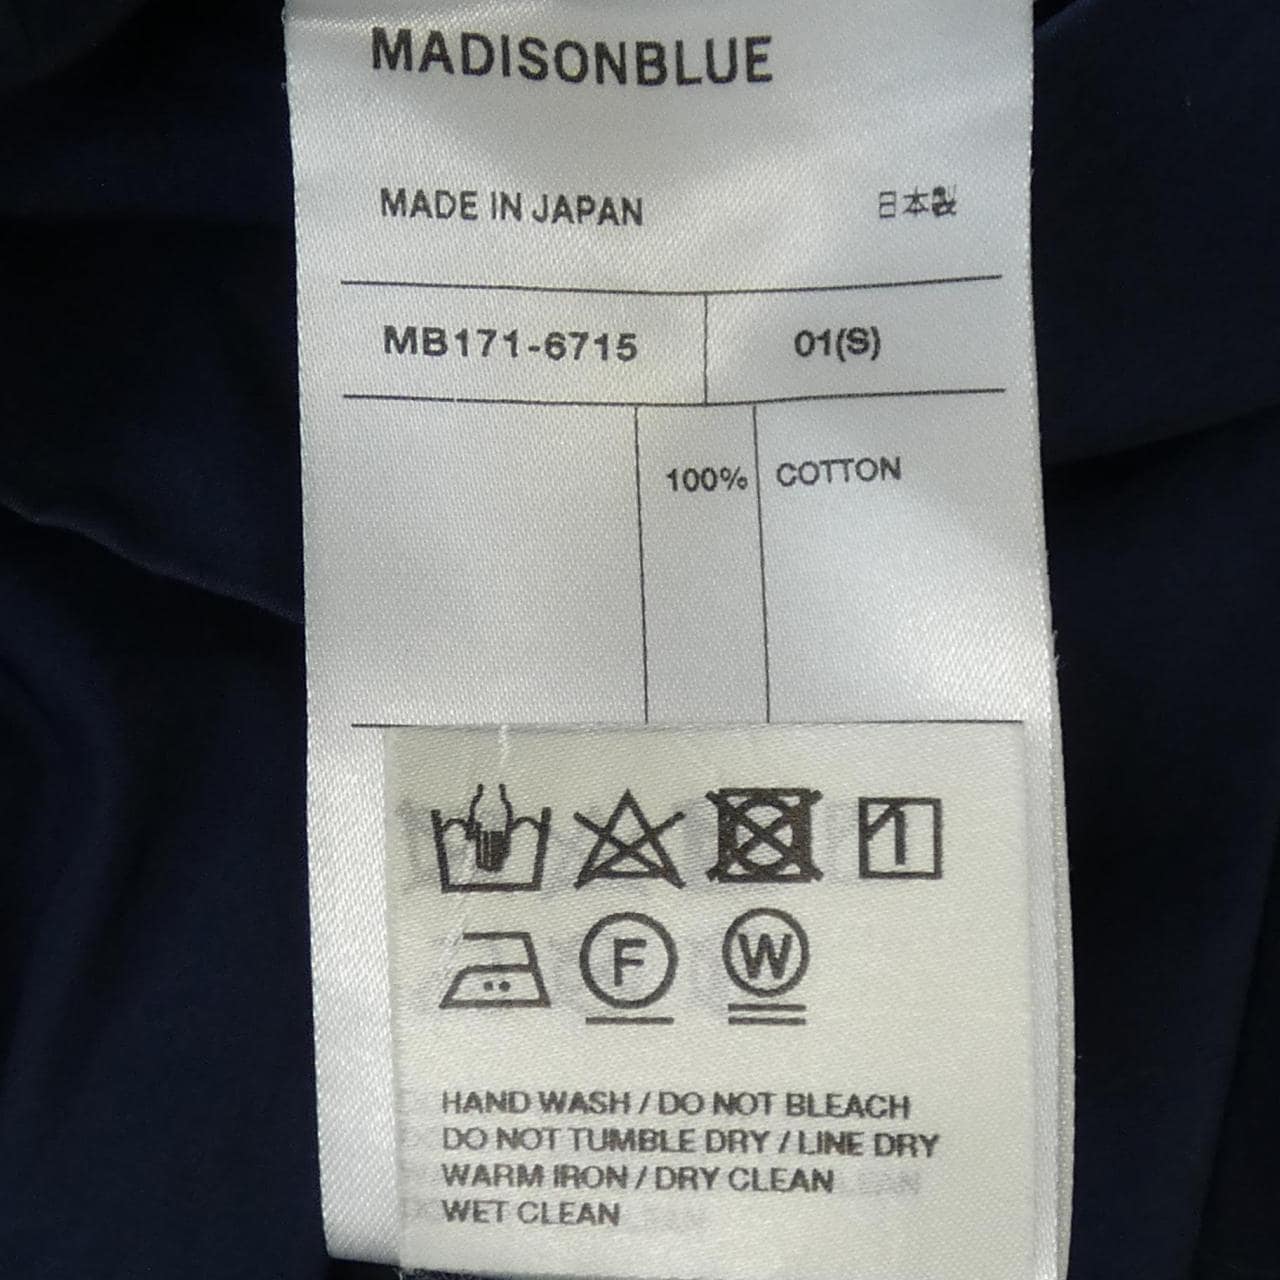 MADISONBLUE
MADE IN JAPAN 日本製
MB171-6715 01(S)
100% COTTON
F W
HAND WASH / DO NOT BLEACH
DO NOT TUMBLE DRY / LINE DRY
WARM IRON / DRY CLEAN
WET CLEAN